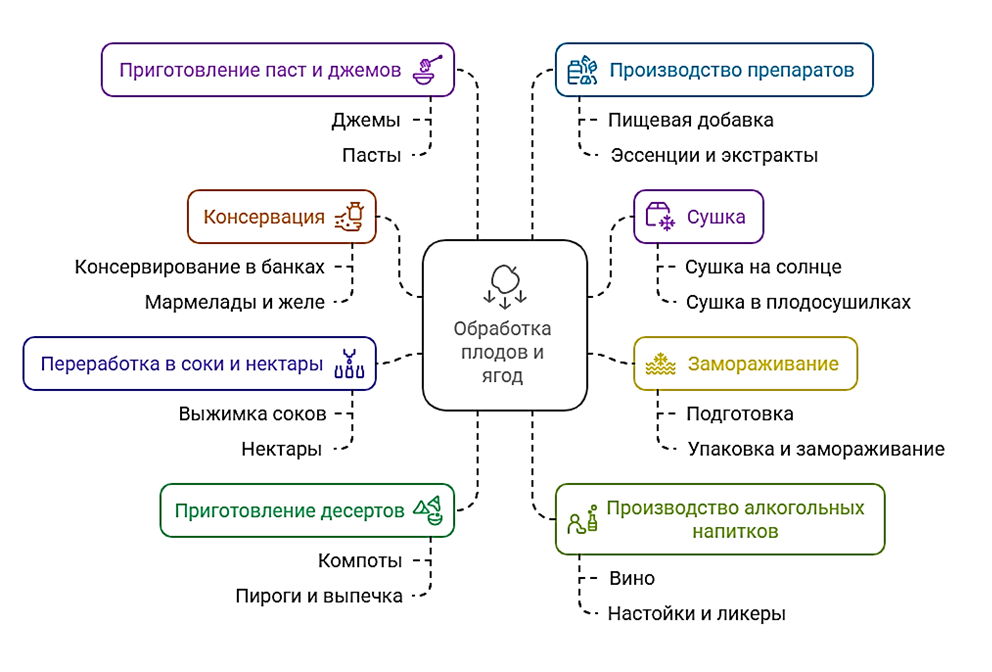 Приготовление паст и джемов
Джемы
Пасты
Консервация
Консервирование в банках
Мармелады и желе
Переработка в соки и нектары
Выжимка соков
Нектары
Приготовление десертов
Компоты
Пироги и выпечка
Обработка
плодов и
ягод
Производство препаратов
Пищевая добавка
Эссенции и экстракты
Сушка
Сушка на солнце
Сушка в плодосушилках
Замораживание
Подготовка
Упаковка и замораживание
Производство алкогольных
напитков
Вино
Настойки и ликеры